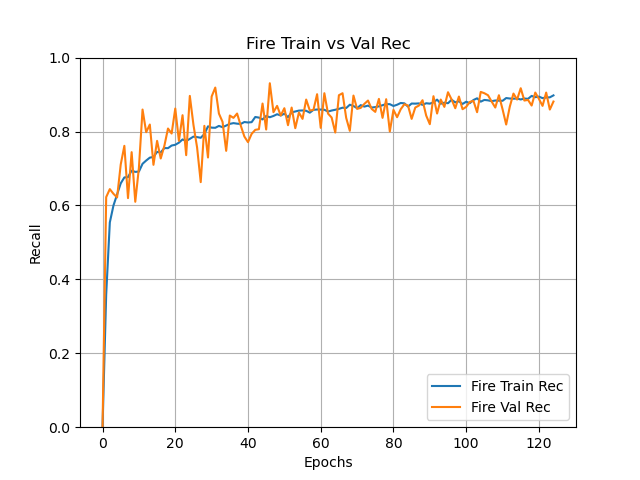 Fire Train vs Val Rec
1.0
0.8
0.6
0.4
0.2
0.0
Recall
0 20 40 60 80 100 120
Epochs
Fire Train Rec
Fire Val Rec